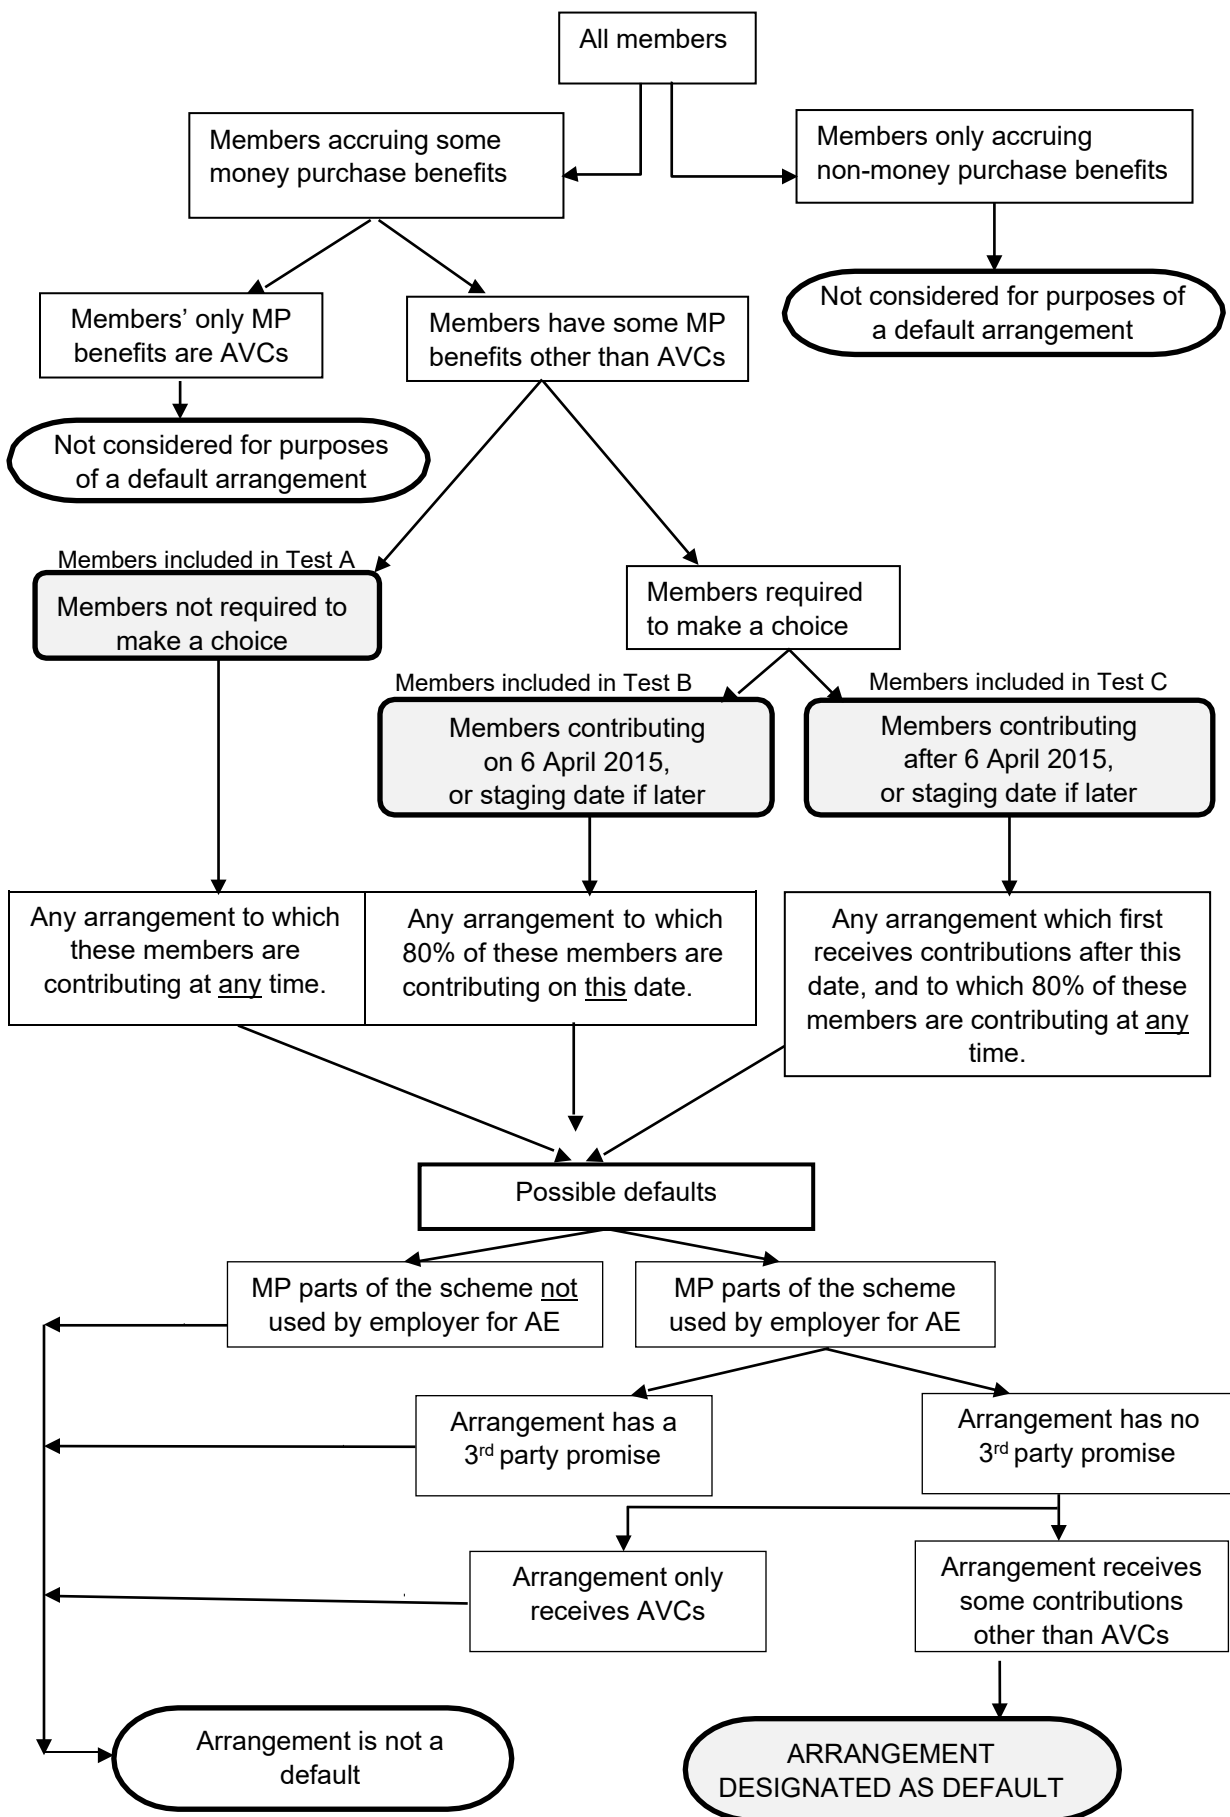 All members
Members accruing some
money purchase benefits
Members only accruing
non-money purchase benefits
Members’ only MP
benefits are AVCs
Members have some MP
benefits other than AVCs
Not considered for purposes of
a default arrangement
Not considered for purposes
of a default arrangement
Members included in Test A
Members not required to
make a choice
Members required
to make a choice
Members included in Test B
Members contributing
on 6 April 2015,
or staging date if later
Members included in Test C
Members contributing
after 6 April 2015,
or staging date if later
Any arrangement to which
these members are
contributing at any time.
Any arrangement to which
80% of these members are
contributing on this date.
Any arrangement which first
receives contributions after this
date, and to which 80% of these
members are contributing at any
time.
Possible defaults
MP parts of the scheme not
used by employer for AE
MP parts of the scheme
used by employer for AE
Arrangement has a
3rd party promise
Arrangement has no
3rd party promise
Arrangement only
receives AVCs
Arrangement receives
some contributions
other than AVCs
Arrangement is not a
default
ARRANGEMENT
DESIGNATED AS DEFAULT